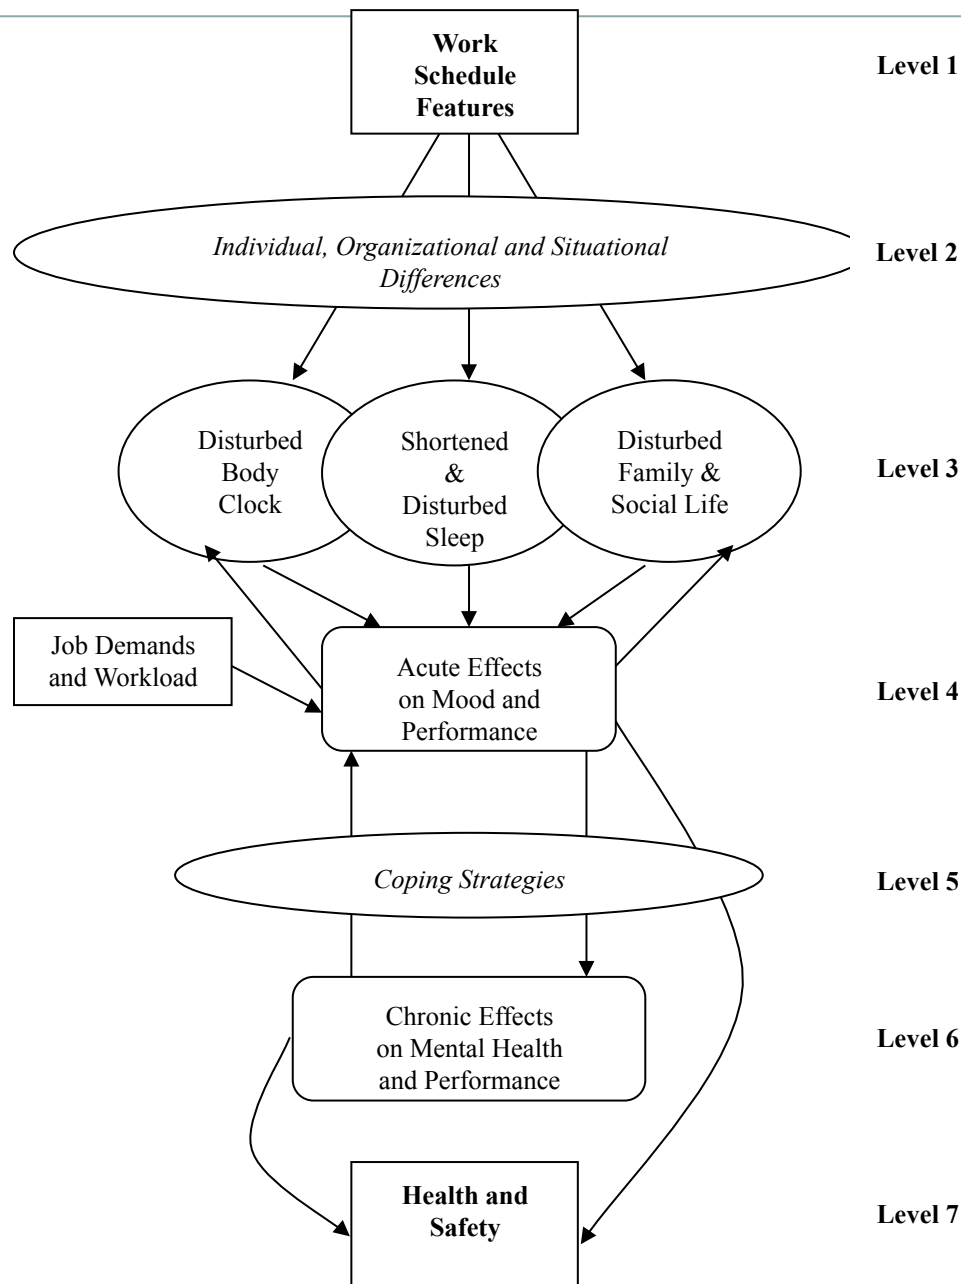 Work
Schedule
Features
Level 1
Individual, Organizational and Situational
Differences
Level 2
Disturbed
Body
Clock
Shortened
&
Disturbed
Sleep
Disturbed
Family &
Social Life
Level 3
Job Demands
and Workload
Acute Effects
on Mood and
Performance
Level 4
Coping Strategies
Level 5
Chronic Effects
on Mental Health
and Performance
Level 6
Health and
Safety
Level 7